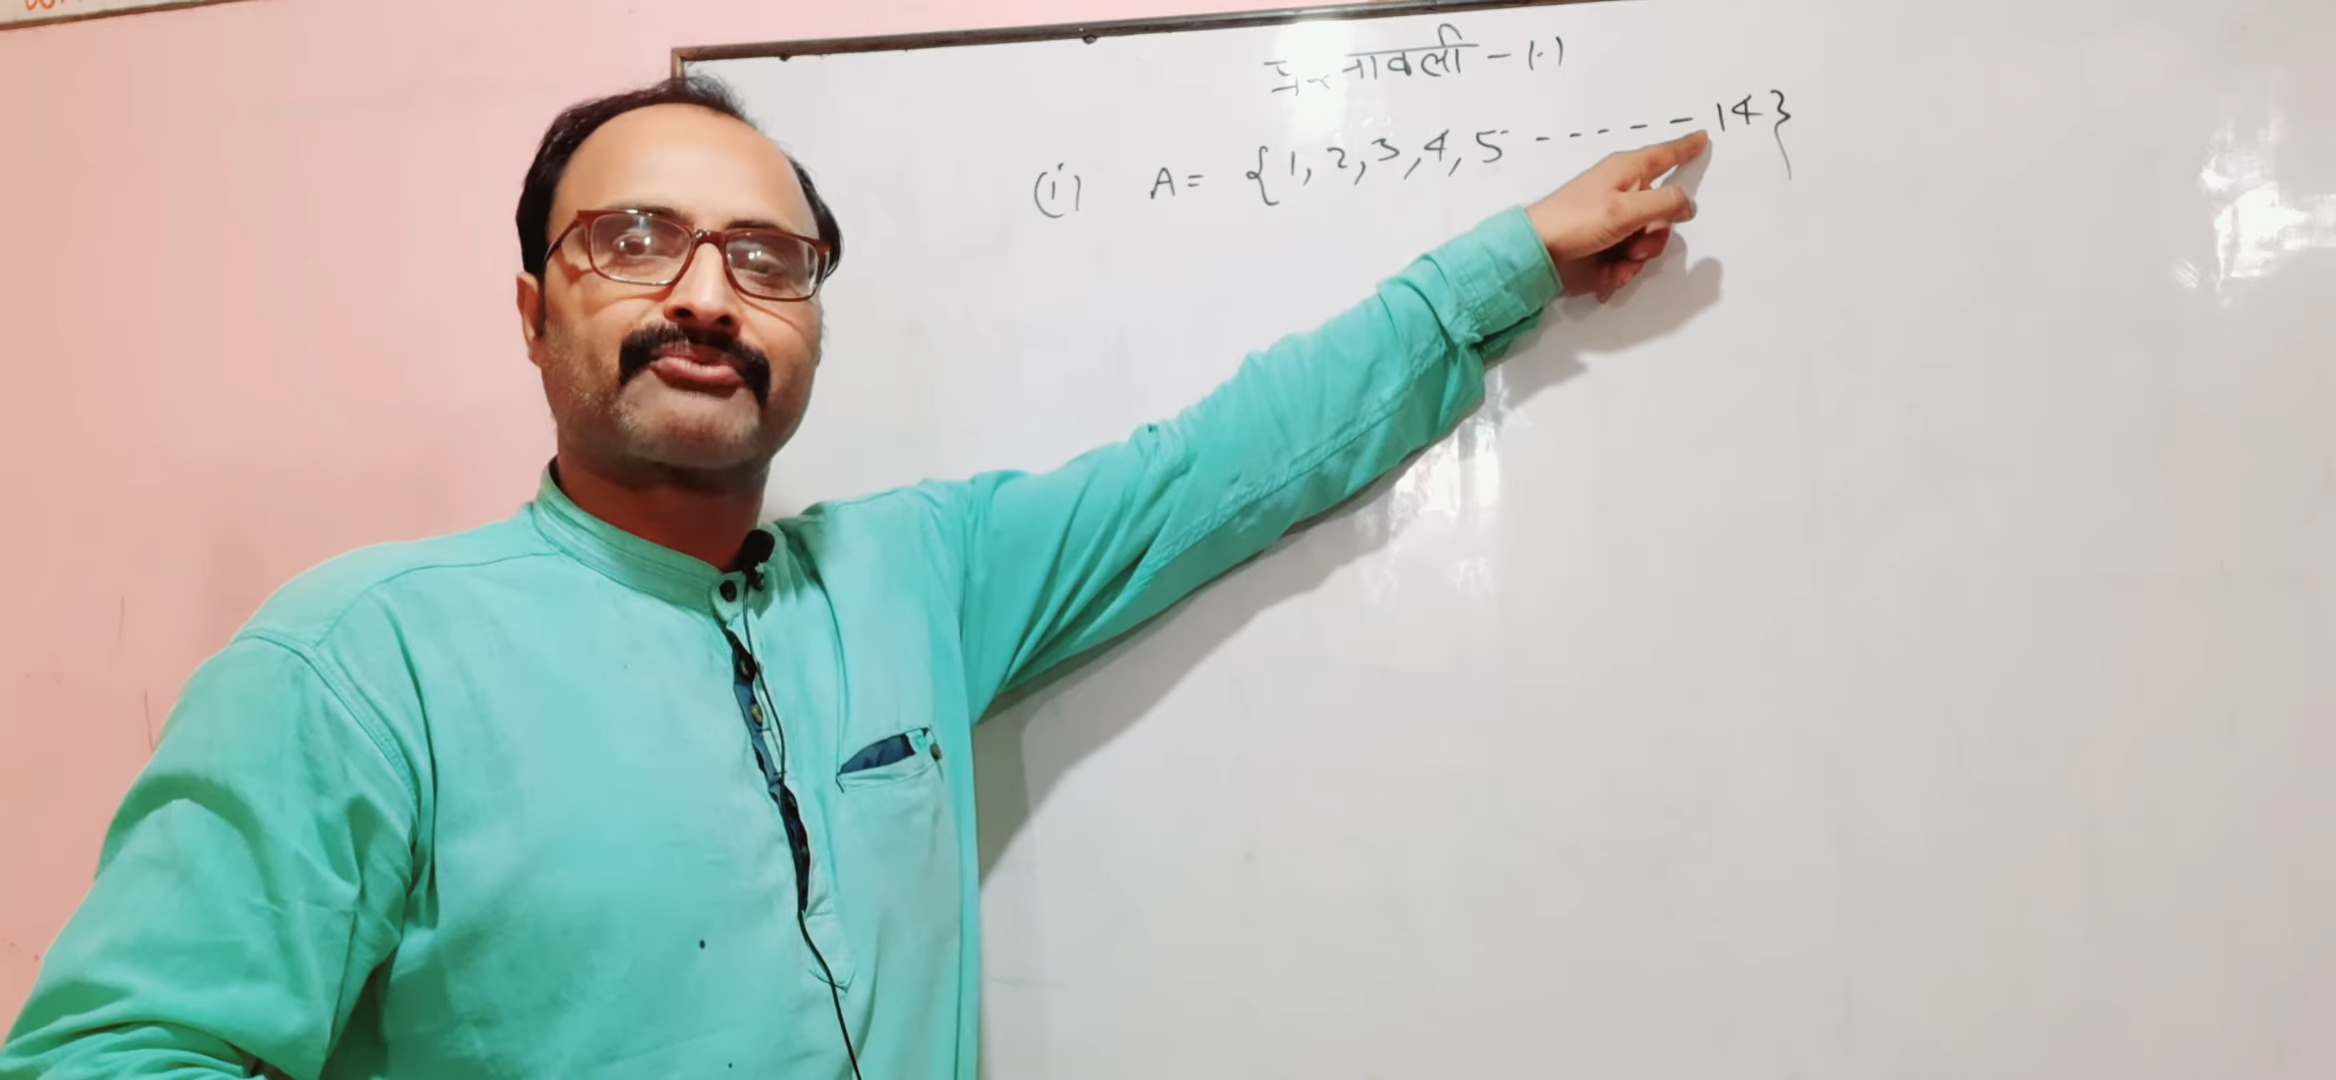 प्रश्नावली - 1.1
(i) A = {1, 2, 3, 4, 5 - - - - - - 14}